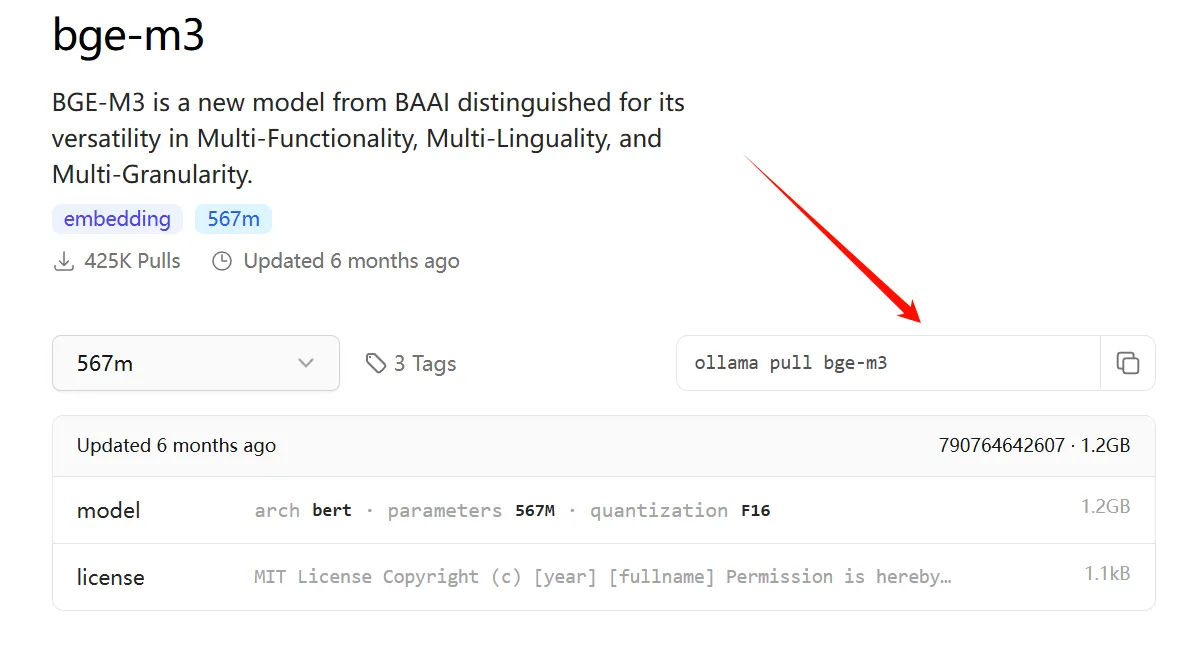 bge-m3
BGE-M3 is a new model from BAAI distinguished for its
versatility in Multi-Functionality, Multi-Linguality, and
Multi-Granularity.
embedding 567m
425K Pulls Updated 6 months ago
567m 3 Tags ollama pull bge-m3
Updated 6 months ago 790764642607 · 1.2GB
model arch bert · parameters 567M · quantization F16 1.2GB
license MIT License Copyright (c) [year] [fullname] Permission is hereby… 1.1kB